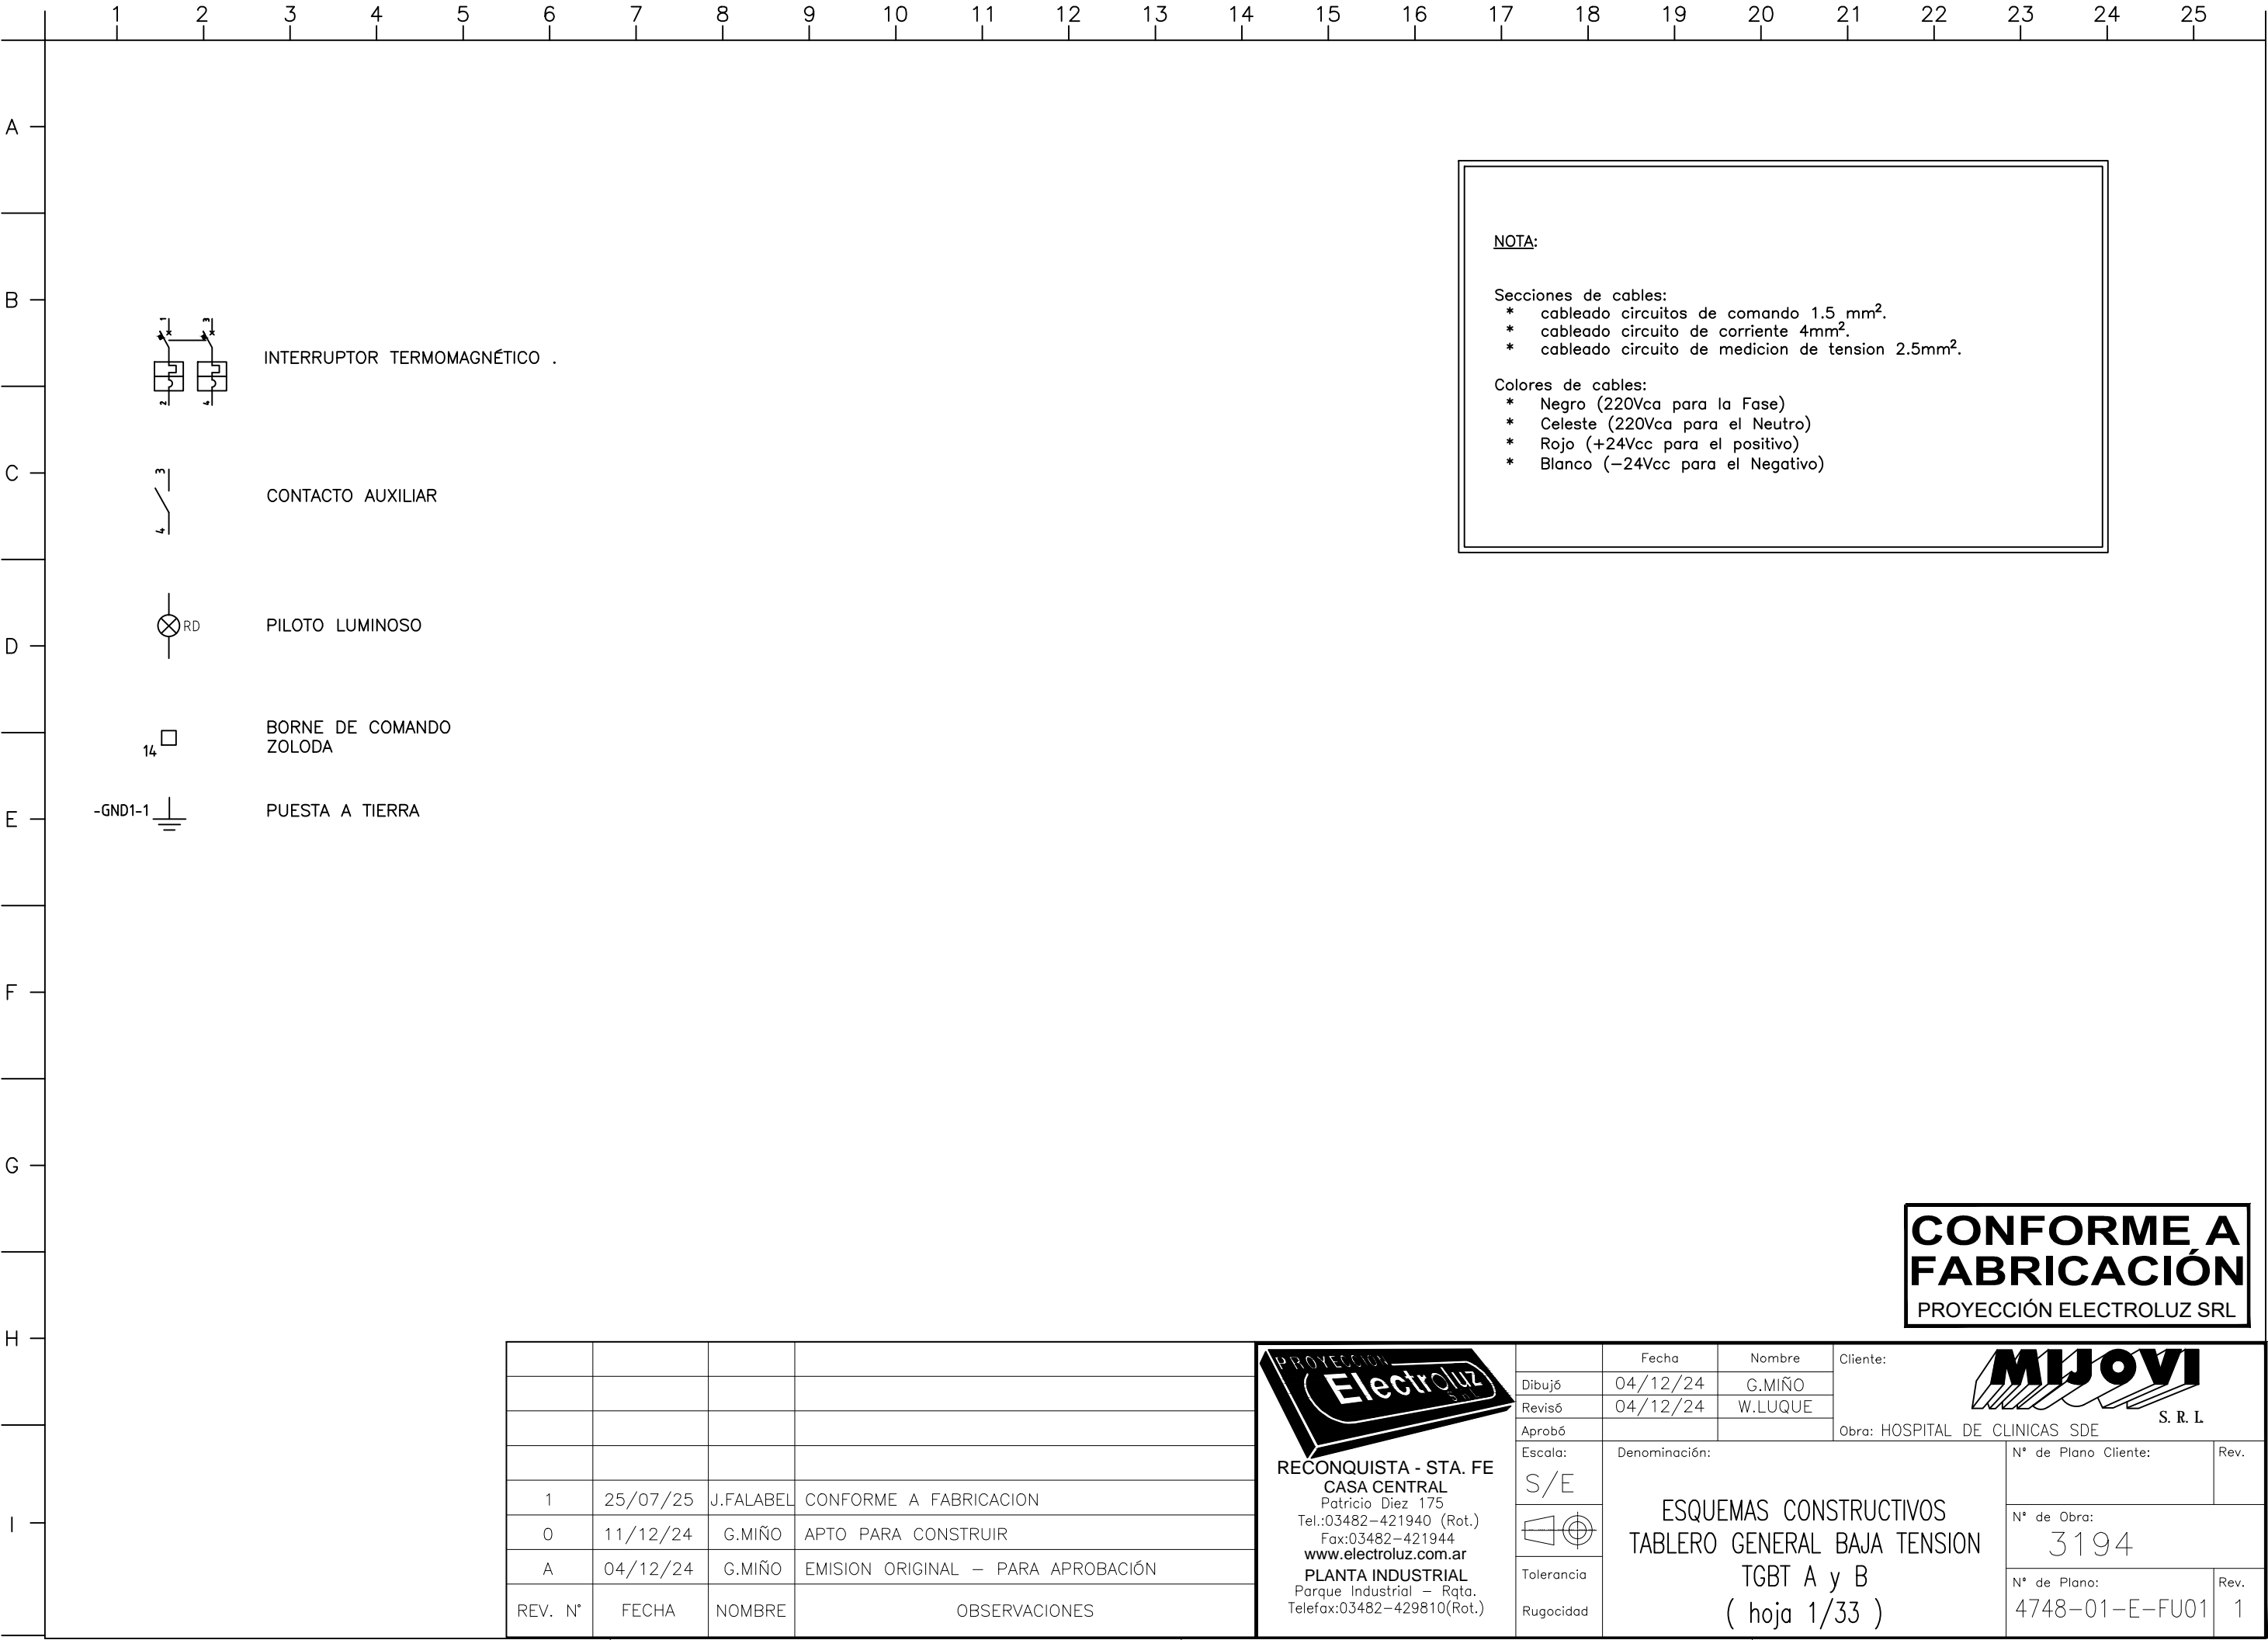 1 2 3 4 5 6 7 8 9 10 11 12 13 14 15 16 17 18 19 20 21 22 23 24 25
A
B
C
D
E
F
G
H
I
1 3
INTERRUPTOR TERMOMAGNÉTICO .
2 4
3
CONTACTO AUXILIAR
4
RD PILOTO LUMINOSO
14
BORNE DE COMANDO
ZOLODA
-GND1-1 PUESTA A TIERRA
NOTA:
Secciones de cables:
* cableado circuitos de comando 1.5 mm².
* cableado circuito de corriente 4mm².
* cableado circuito de medicion de tension 2.5mm².
Colores de cables:
* Negro (220Vca para la Fase)
* Celeste (220Vca para el Neutro)
* Rojo (+24Vcc para el positivo)
* Blanco (−24Vcc para el Negativo)
CONFORME A
FABRICACIÓN
PROYECCIÓN ELECTROLUZ SRL
1 25/07/25 J.FALABEL CONFORME A FABRICACION
0 11/12/24 G.MIÑO APTO PARA CONSTRUIR
A 04/12/24 G.MIÑO EMISION ORIGINAL − PARA APROBACIÓN
REV. N° FECHA NOMBRE OBSERVACIONES
PROYECCION
Electroluz
S.R.L.
RECONQUISTA - STA. FE
CASA CENTRAL
Patricio Diez 175
Tel.:03482−421940 (Rot.)
Fax:03482−421944
www.electroluz.com.ar
PLANTA INDUSTRIAL
Parque Industrial − Rqta.
Telefax:03482−429810(Rot.)
Fecha Nombre
Dibujó 04/12/24 G.MIÑO
Revisó 04/12/24 W.LUQUE
Aprobó
Cliente:
MIJOVI
S. R. L.
Obra: HOSPITAL DE CLINICAS SDE
Escala:
S/E
Tolerancia
Rugocidad
Denominación:
ESQUEMAS CONSTRUCTIVOS
TABLERO GENERAL BAJA TENSION
TGBT A y B
( hoja 1/33 )
N° de Plano Cliente: Rev.
N° de Obra:
3194
N° de Plano: Rev.
4748−01−E−FU01 1